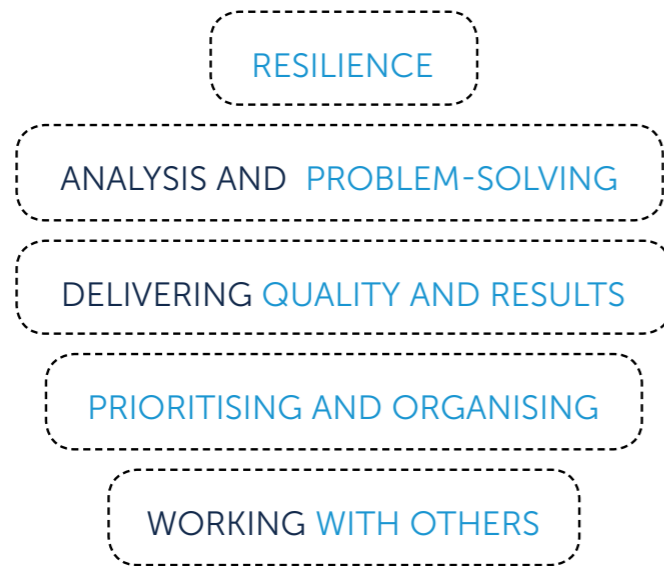 RESILIENCE
ANALYSIS AND PROBLEM-SOLVING
DELIVERING QUALITY AND RESULTS
PRIORITISING AND ORGANISING
WORKING WITH OTHERS